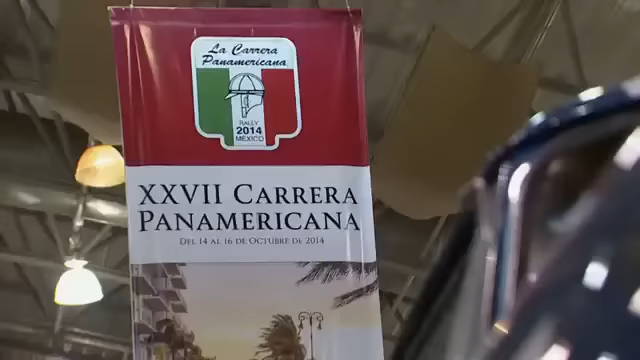 La Carrera
Panamericana
RALLY
2014
MEXICO
XXVII CARRERA
PANAMERICANA
DEL 14 AL 16 DE OCTUBRE DE 2014